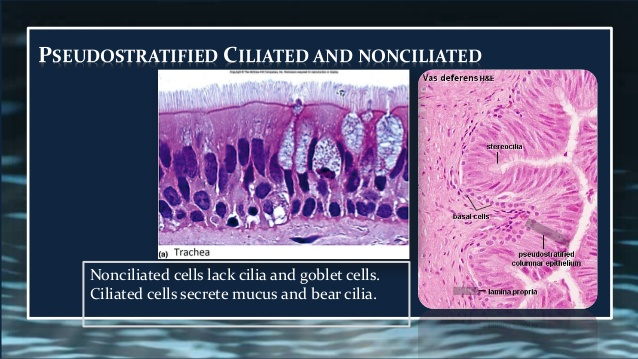 PSEUDOSTRATIFIED CILIATED AND NONCILIATED
Vas deferens H&E
stereocilia
basal cells
pseudostratified
columnar epithelium
lamina propria
(a) Trachea
Nonciliated cells lack cilia and goblet cells.
Ciliated cells secrete mucus and bear cilia.